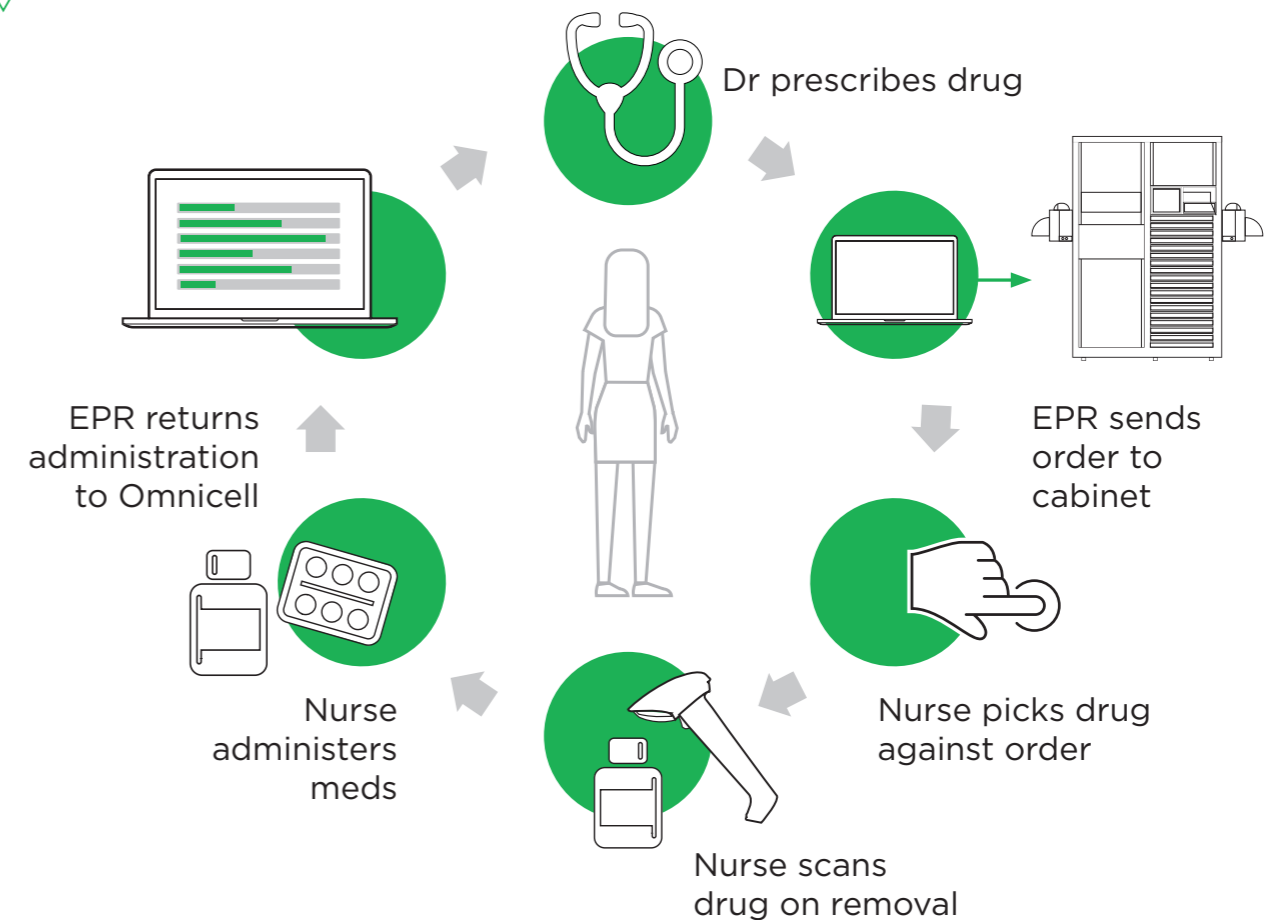 Dr prescribes drug
EPR sends
order to
cabinet
Nurse picks drug
against order
Nurse scans
drug on removal
Nurse
administers
meds
EPR returns
administration
to Omnicell